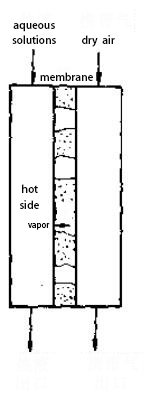 aqueous
solutions
dry air
membrane
hot
side
vapor